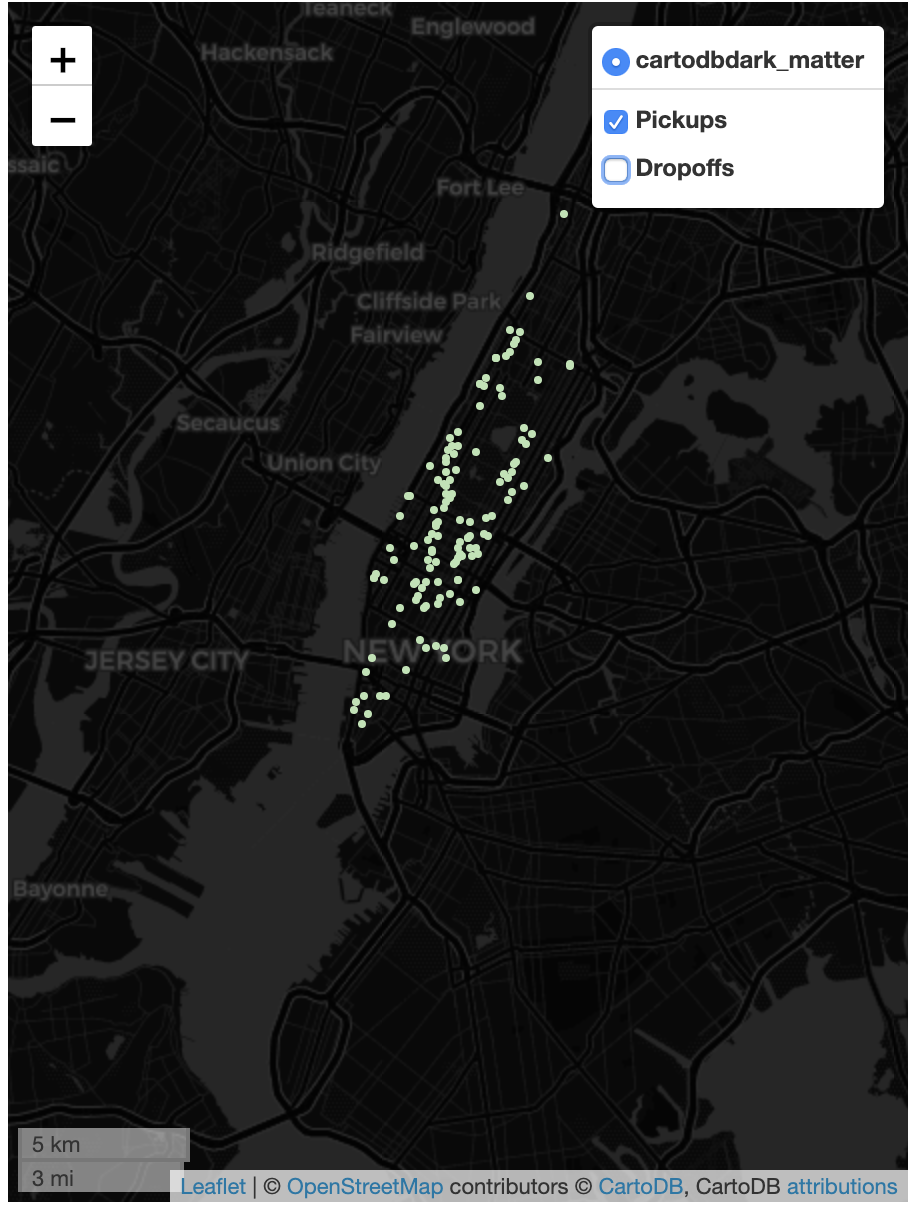 Teaneck
Englewood
Hackensack
+
−
cartodbdark_matter
Pickups
Dropoffs
ssaic
Fort Lee
Ridgefield
Cliffside Park
Fairview
Secaucus
Union City
NEW YORK
JERSEY CITY
Bayonne
5 km
3 mi
Leaflet | © OpenStreetMap contributors © CartoDB, CartoDB attributions